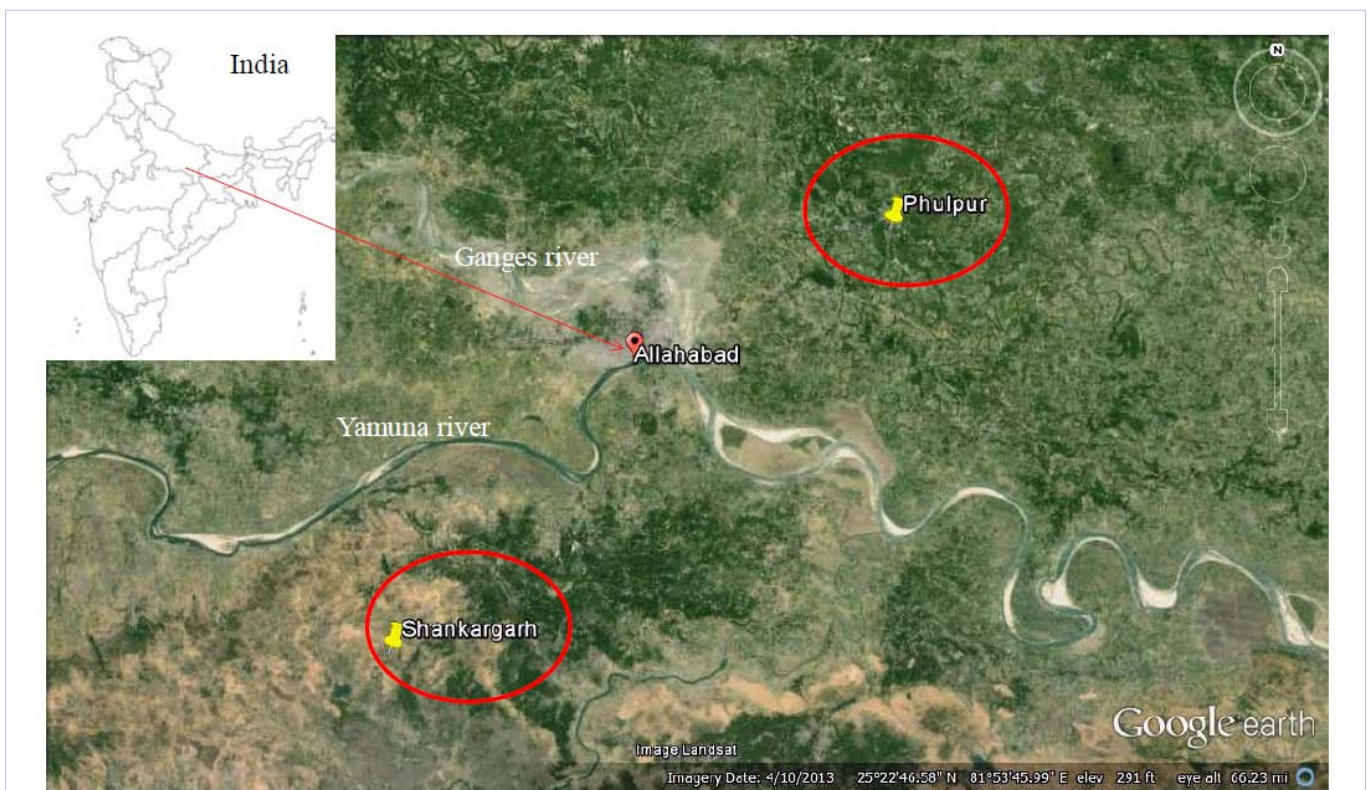 India
N
Phulpur
Ganges river
Allahabad
Yamuna river
Shankargarh
Google earth
Image Landsat
Imagery Date: 4/10/2013 25°22'46.58" N 81°53'45.99" E elev 291 ft eye alt 66.23 mi